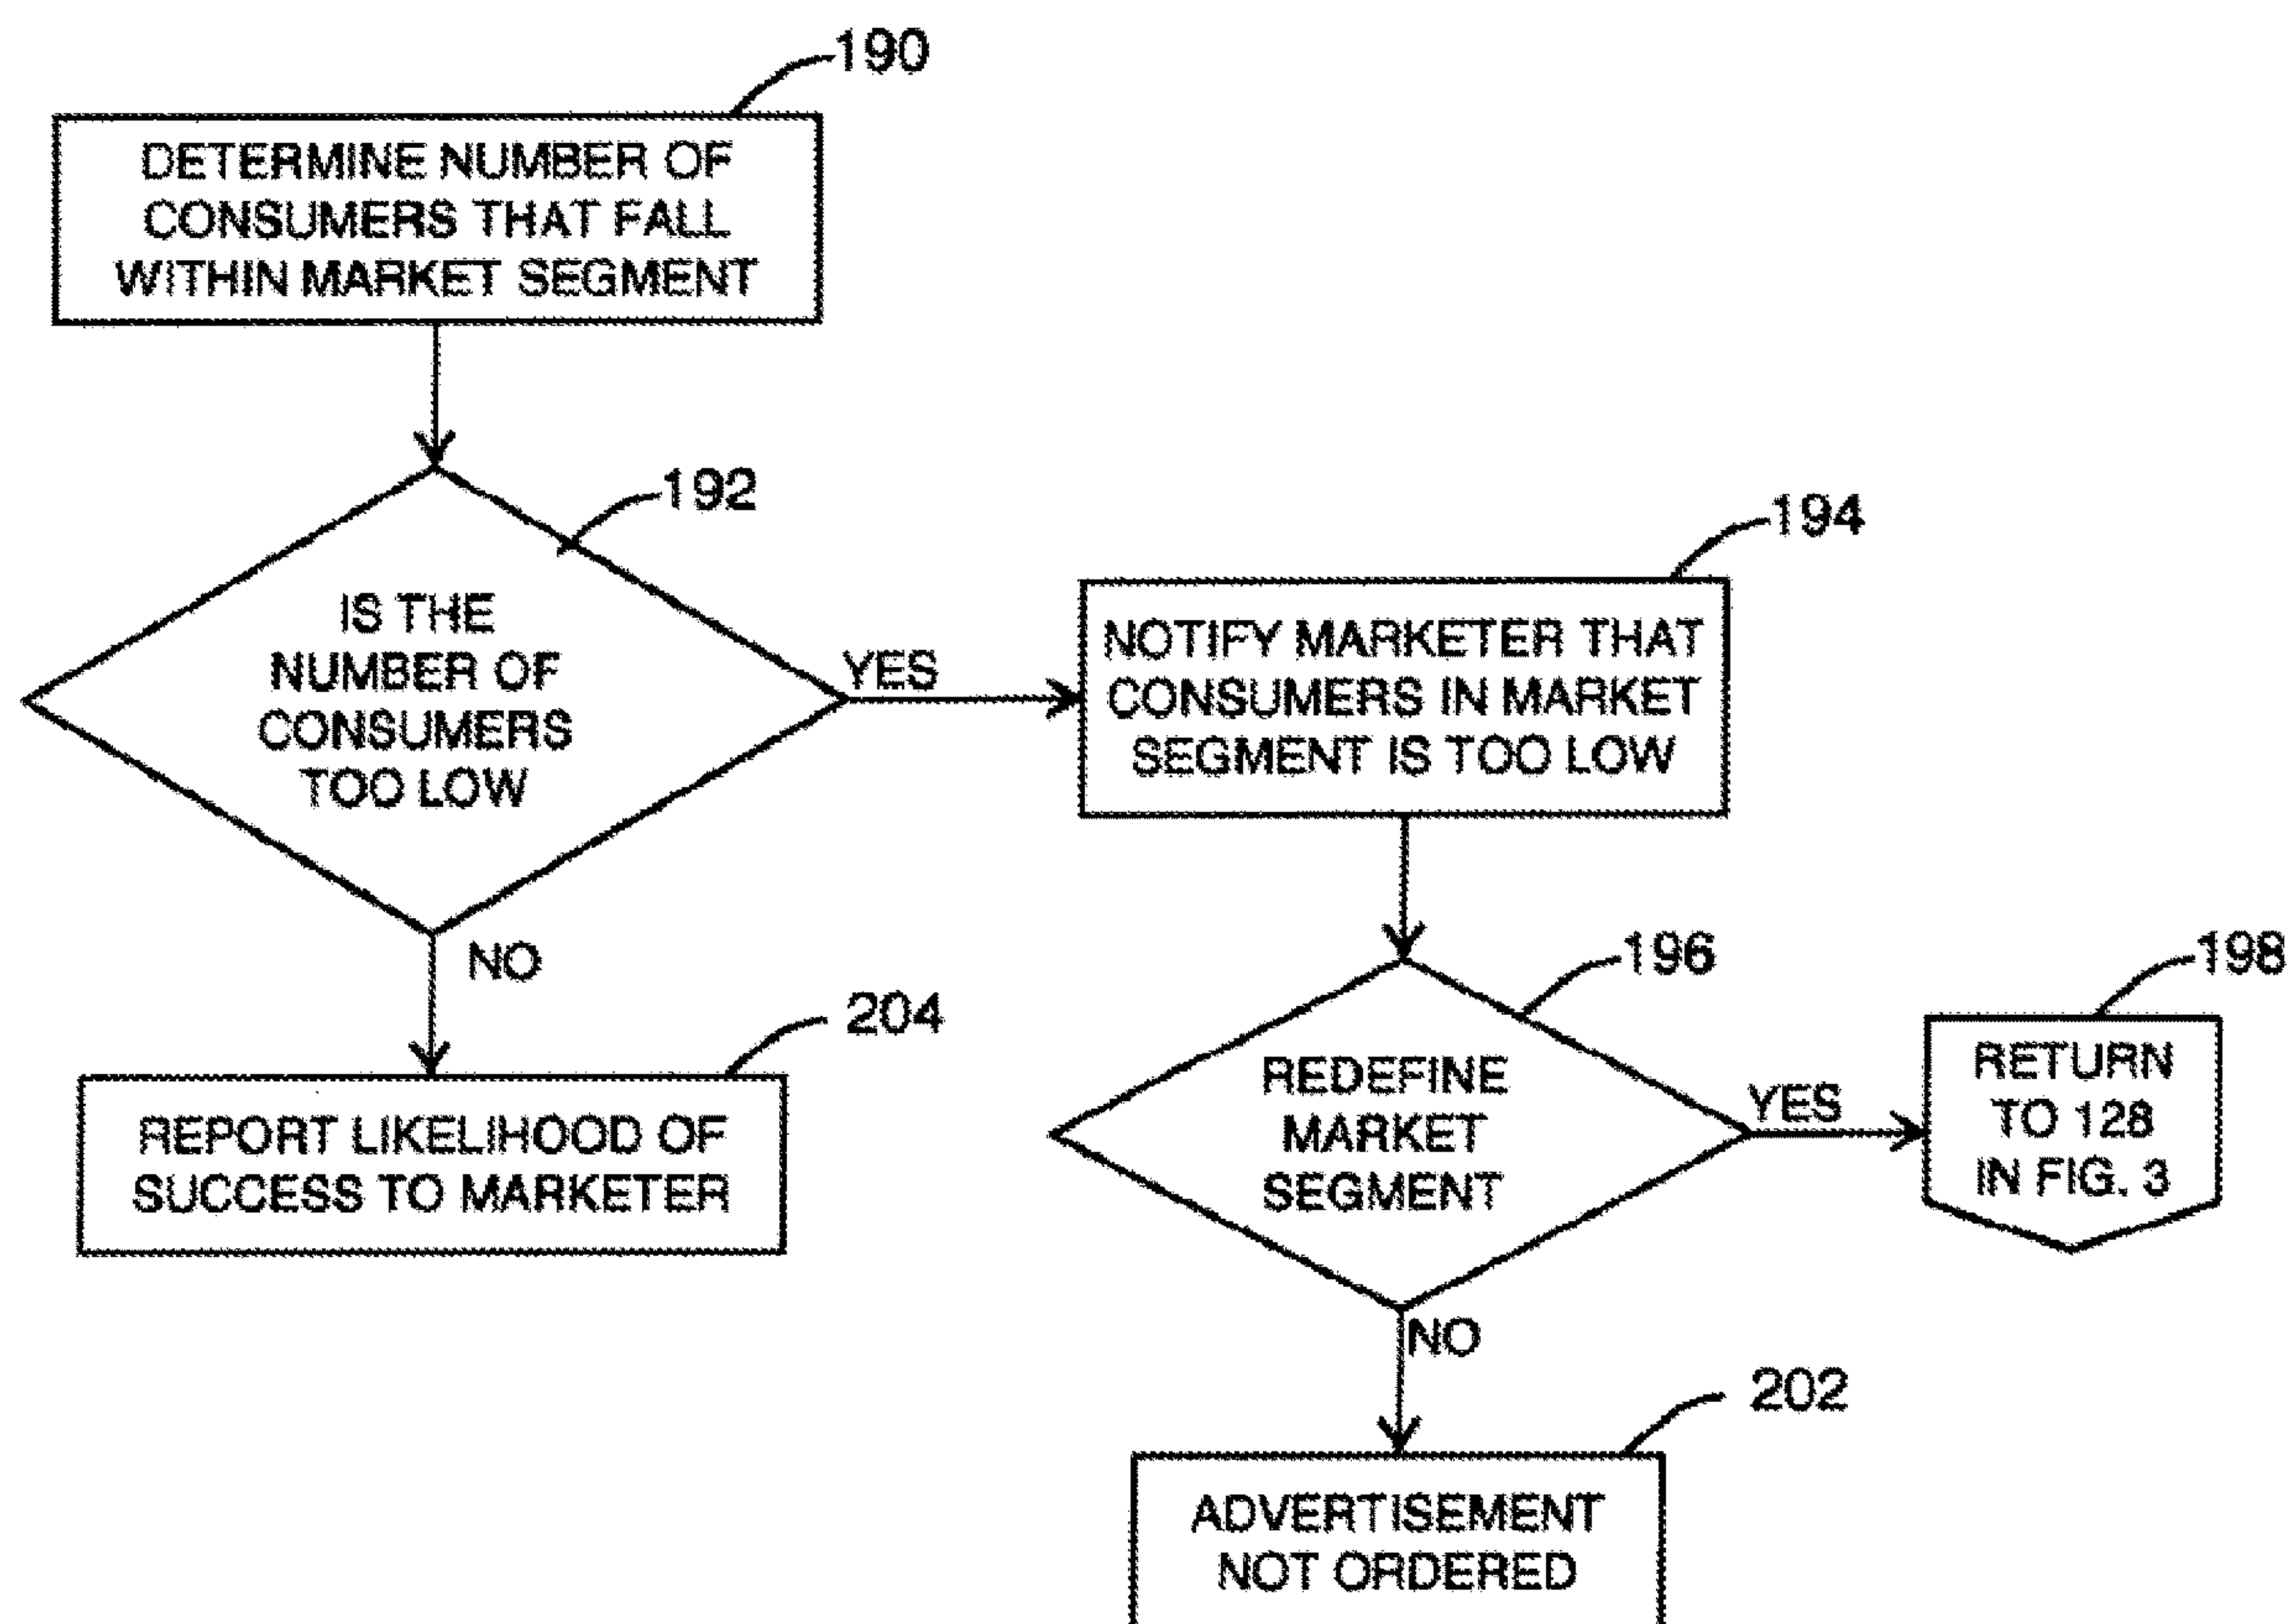 190
DETERMINE NUMBER OF
CONSUMERS THAT FALL
WITHIN MARKET SEGMENT
192
IS THE
NUMBER OF
CONSUMERS
TOO LOW
YES
194
NOTIFY MARKETER THAT
CONSUMERS IN MARKET
SEGMENT IS TOO LOW
NO
204
REPORT LIKELIHOOD OF
SUCCESS TO MARKETER
196
REDEFINE
MARKET
SEGMENT
YES
198
RETURN
TO 128
IN FIG. 3
NO
202
ADVERTISEMENT
NOT ORDERED